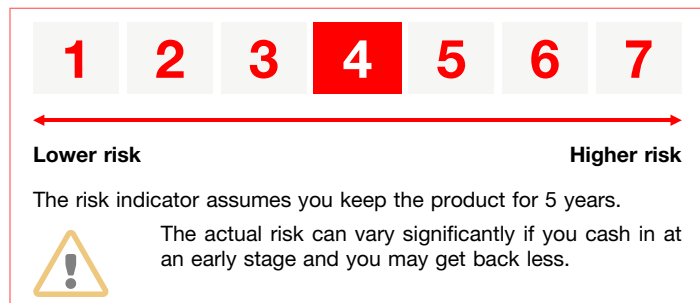 1 2 3 4 5 6 7
Lower risk Higher risk
The risk indicator assumes you keep the product for 5 years.
The actual risk can vary significantly if you cash in at
an early stage and you may get back less.